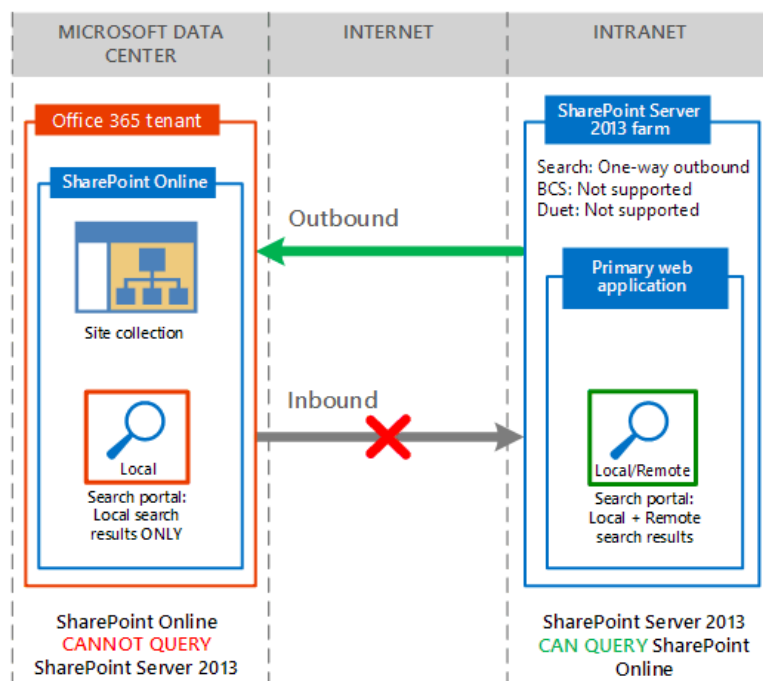 MICROSOFT DATA
CENTER
INTERNET
INTRANET
Office 365 tenant
SharePoint Online
Site collection
Local
Search portal:
Local search
results ONLY
SharePoint Online
CANNOT QUERY
SharePoint Server 2013
Outbound
Inbound
SharePoint Server
2013 farm
Search: One-way outbound
BCS: Not supported
Duet: Not supported
Primary web
application
Local/Remote
Search portal:
Local + Remote
search results
SharePoint Server 2013
CAN QUERY SharePoint
Online